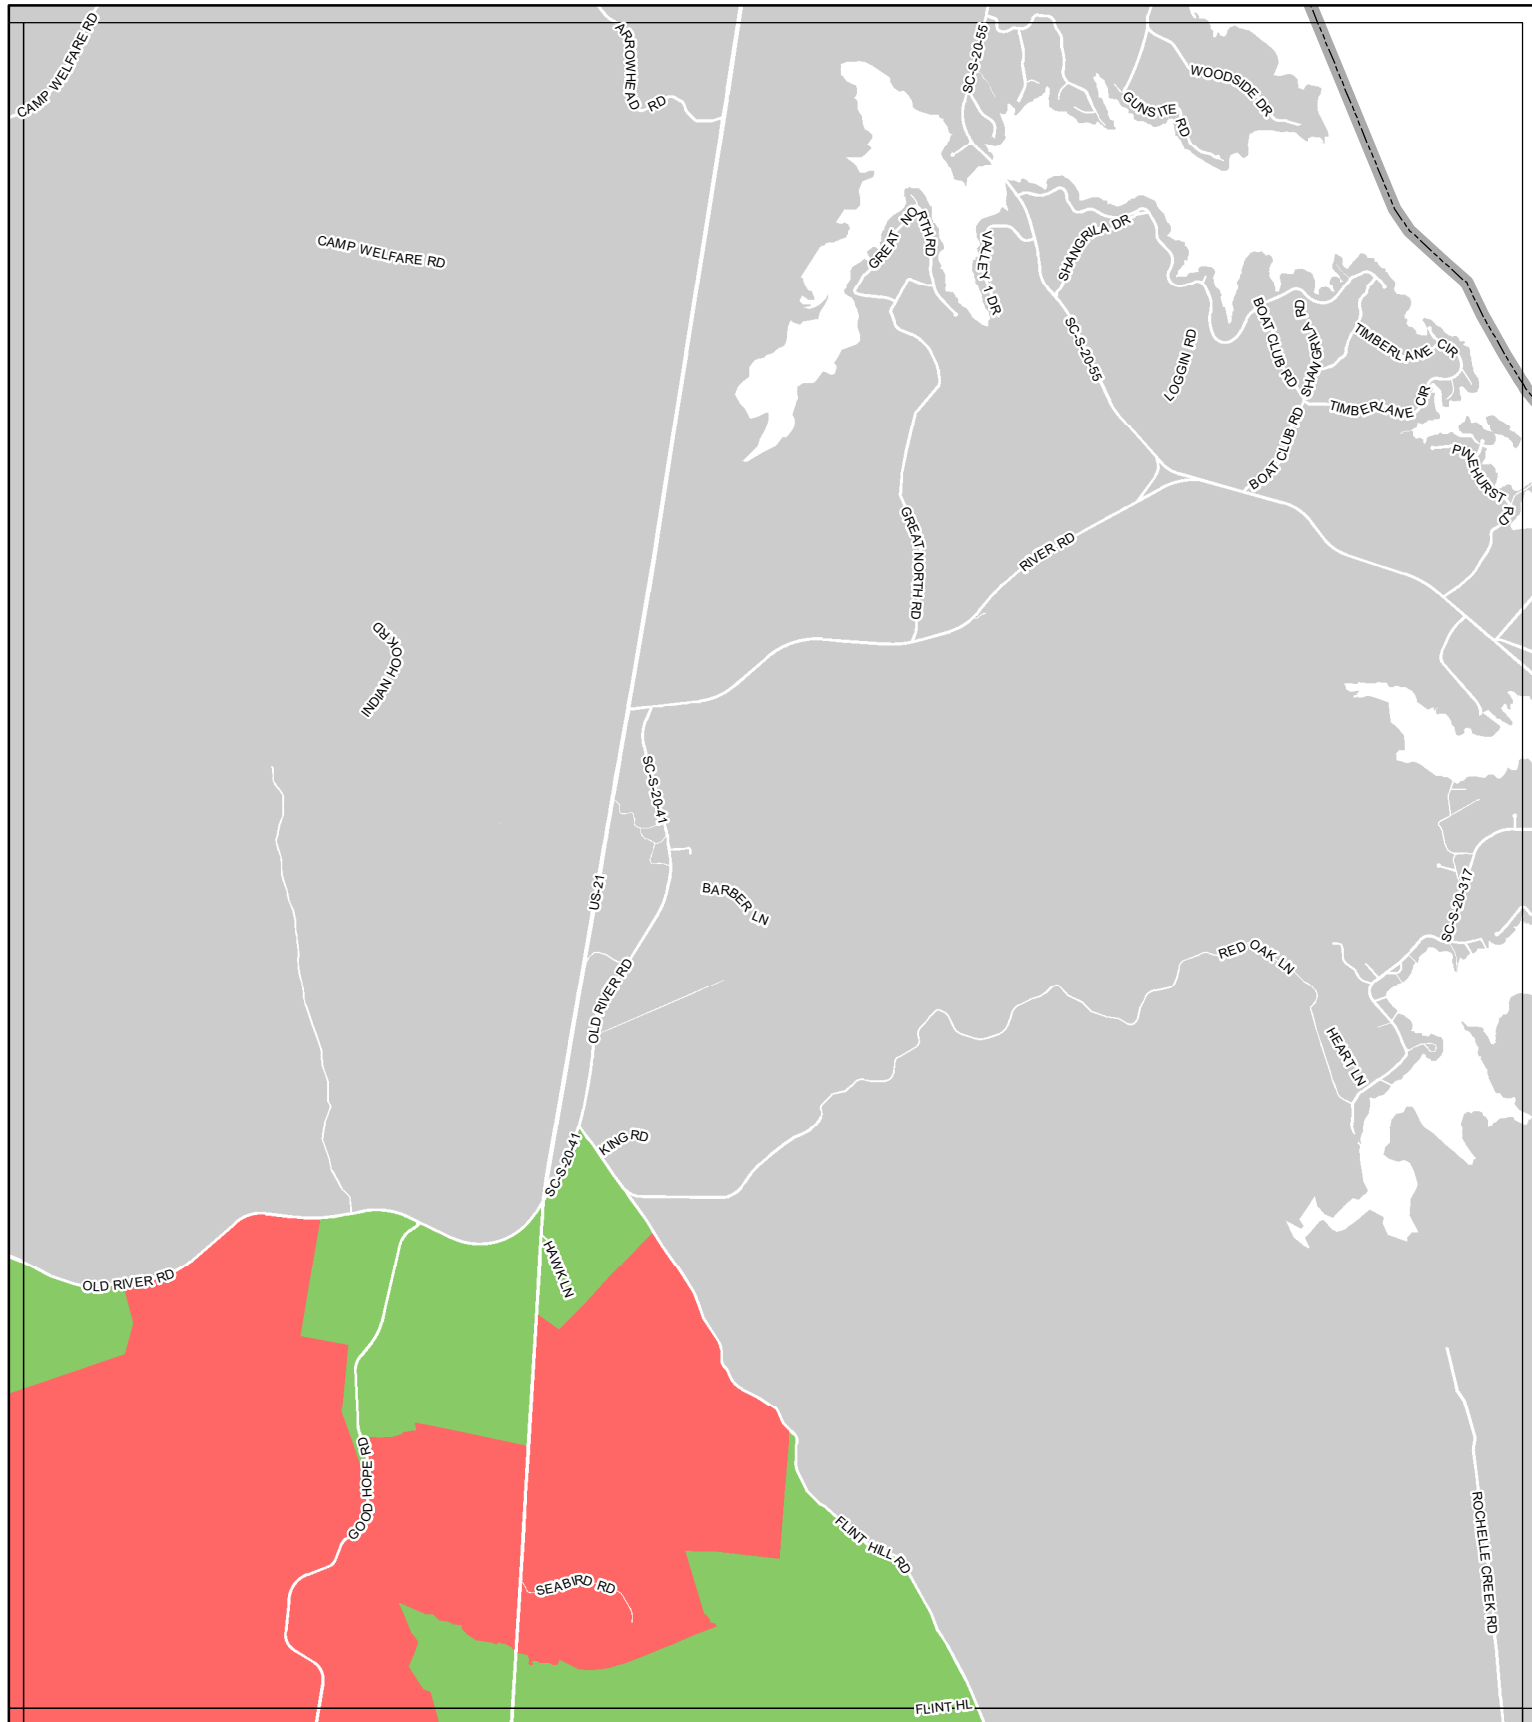 CAMP WELFARE RD
ARROWHEAD RD
SC-S-20-55
WOODSIDE DR
GUNSITE RD
CAMP WELFARE RD
GREAT NORTH RD
VALLEY 1 DR
SHANGRILA DR
SC-S-20-55
LOGGIN RD
BOAT CLUB RD
SHANGRILA RD
TIMBERLANE CIR
TIMBERLANE CIR
BOAT CLUB RD
PINEHURST RD
GREAT NORTH RD
RIVER RD
INDIAN HOOK RD
SC-S-20-41
US-21
BARBER LN
SC-S-20-317
RED OAK LN
OLD RIVER RD
HEART LN
KING RD
SC-S-20-41
HAWK LN
OLD RIVER RD
GOOD HOPE RD
FLINT HILL RD
SEABIRD RD
ROCHELLE CREEK RD
FLINT HL